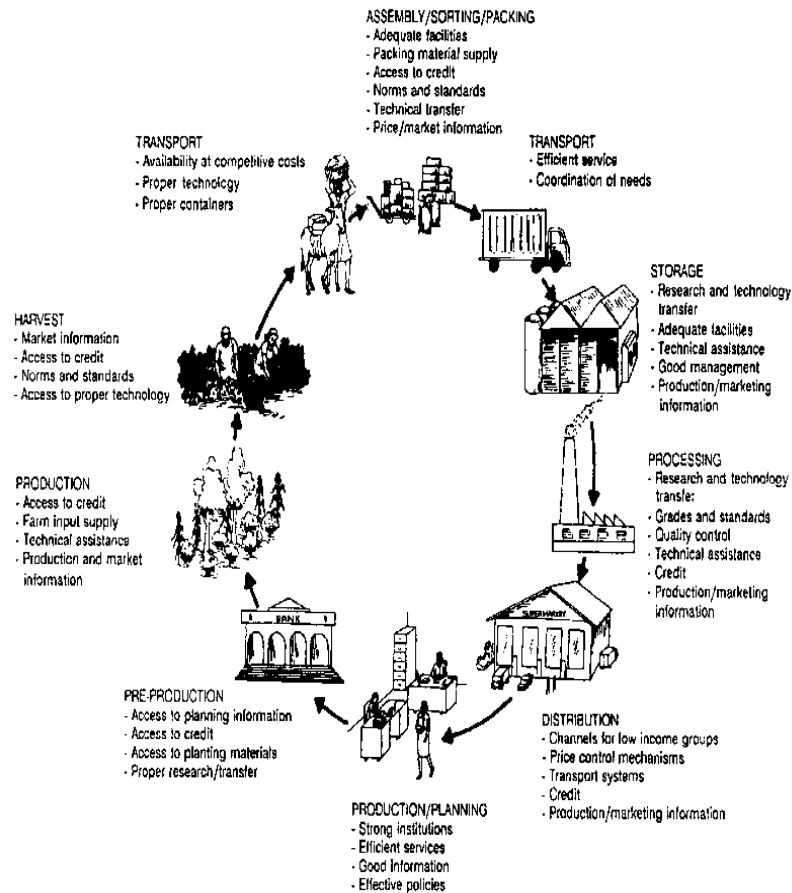 ASSEMBLY/SORTING/PACKING
- Adequate facilities
- Packing material supply
- Access to credit
- Norms and standards
- Technical transfer
- Price/market information
TRANSPORT
- Availability at competitive costs
- Proper technology
- Proper containers
TRANSPORT
- Efficient service
- Coordination of needs
STORAGE
- Research and technology
transfer
- Adequate facilities
- Technical assistance
- Good management
- Production/marketing
information
HARVEST
- Market information
- Access to credit
- Norms and standards
- Access to proper technology
PROCESSING
- Research and technology
transfer
- Grades and standards
- Quality control
- Technical assistance
- Credit
- Production/marketing
information
PRODUCTION
- Access to credit
- Farm input supply
- Technical assistance
- Production and market
information
BANK
SUPERMARKET
PRE-PRODUCTION
- Access to planning information
- Access to credit
- Access to planting materials
- Proper research/transfer
DISTRIBUTION
- Channels for low income groups
- Price control mechanisms
- Transport systems
- Credit
- Production/marketing information
PRODUCTION/PLANNING
- Strong institutions
- Efficient services
- Good Information
- Effective policies